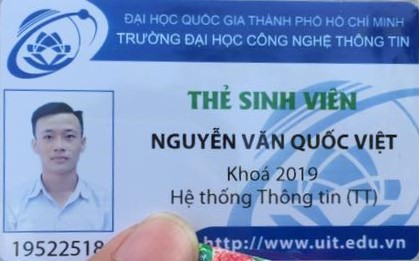 ĐẠI HỌC QUỐC GIA THÀNH PHỐ HỒ CHÍ MINH
TRƯỜNG ĐẠI HỌC CÔNG NGHỆ THÔNG TIN
THẺ SINH VIÊN
NGUYỄN VĂN QUỐC VIỆT
Khoá 2019
Hệ thống Thông tin (TT)
19522518
http://www.uit.edu.vn